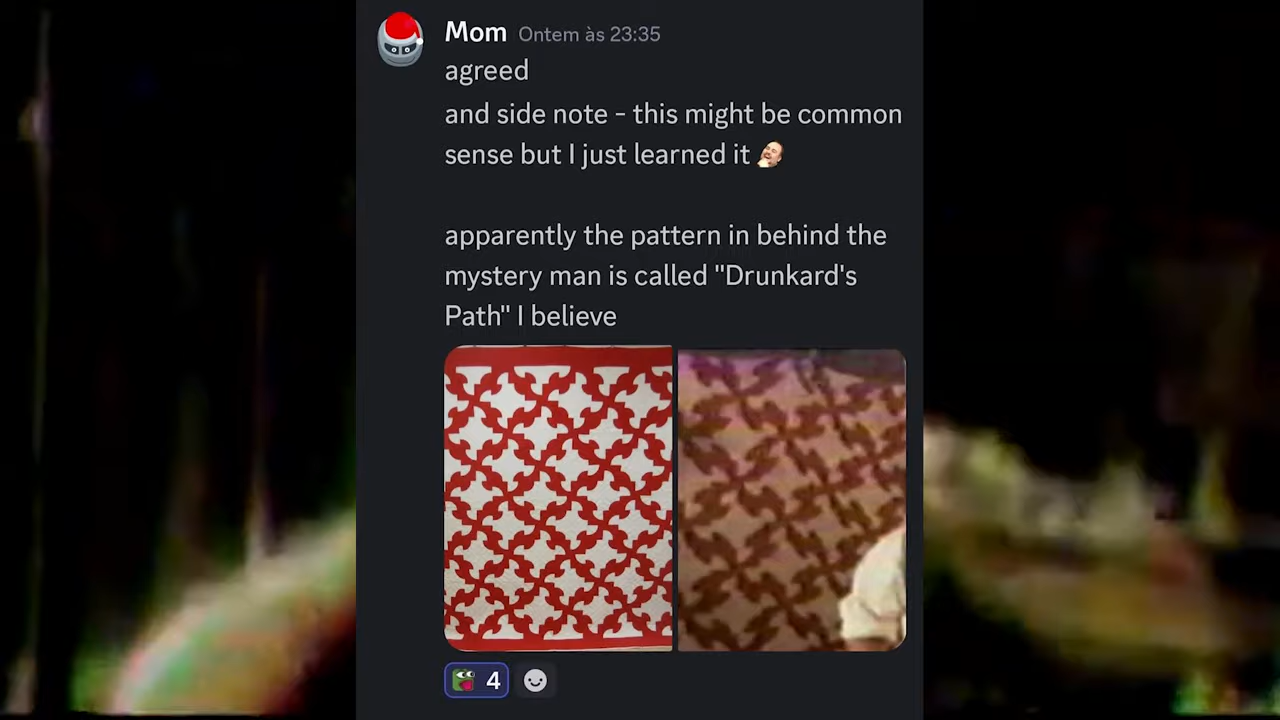 Mom Ontem às 23:35
agreed
and side note - this might be common
sense but I just learned it
apparently the pattern in behind the
mystery man is called "Drunkard's
Path" I believe
4